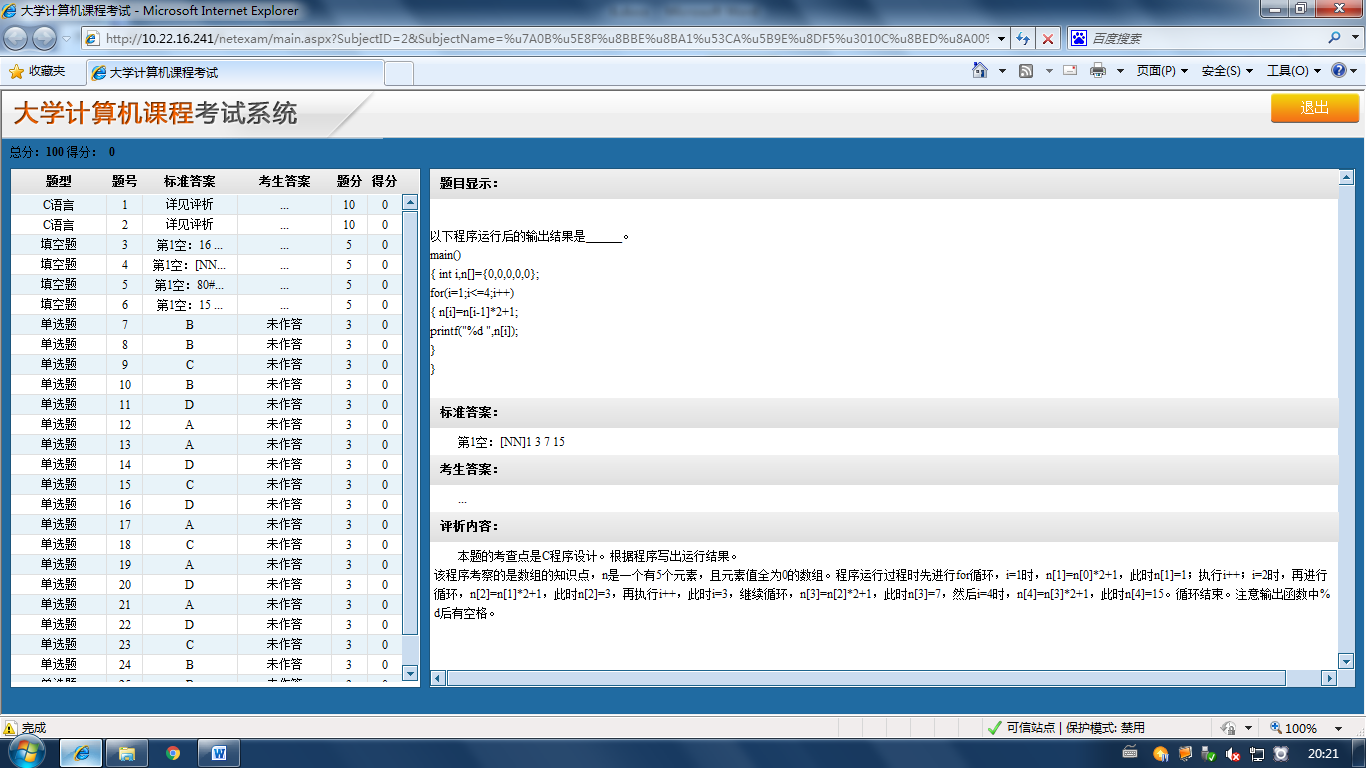 大学计算机课程考试 - Microsoft Internet Explorer
http://10.22.16.241/netexam/main.aspx?SubjectID=2&SubjectName=%u7A0B%u5E8F%u8BBE%u8BA1%u53CA%u5B9E%u8DF5%u3010C%u8BED%u8A00%
百度搜索
收藏夹
大学计算机课程考试
页面(P)
安全(S)
工具(O)
大学计算机课程考试系统
退出
总分：100 得分： 0
题型 题号 标准答案 考生答案 题分 得分
C语言 1 详见评析 ... 10 0
C语言 2 详见评析 ... 10 0
填空题 3 第1空：16 ... ... 5 0
填空题 4 第1空：[NN... ... 5 0
填空题 5 第1空：80#... ... 5 0
填空题 6 第1空：15 ... ... 5 0
单选题 7 B 未作答 3 0
单选题 8 B 未作答 3 0
单选题 9 C 未作答 3 0
单选题 10 B 未作答 3 0
单选题 11 D 未作答 3 0
单选题 12 A 未作答 3 0
单选题 13 A 未作答 3 0
单选题 14 D 未作答 3 0
单选题 15 C 未作答 3 0
单选题 16 D 未作答 3 0
单选题 17 A 未作答 3 0
单选题 18 C 未作答 3 0
单选题 19 A 未作答 3 0
单选题 20 D 未作答 3 0
单选题 21 A 未作答 3 0
单选题 22 D 未作答 3 0
单选题 23 C 未作答 3 0
单选题 24 B 未作答 3 0
题目显示：
以下程序运行后的输出结果是______。
main()
{ int i,n[]={0,0,0,0,0};
for(i=1;i<=4;i++)
{ n[i]=n[i-1]*2+1;
printf("%d ",n[i]);
}
}
标准答案：
第1空：[NN]1 3 7 15
考生答案：
...
评析内容：
本题的考查点是C程序设计。根据程序写出运行结果。
该程序考察的是数组的知识点，n是一个有5个元素，且元素值全为0的数组。程序运行过程时先进行for循环，i=1时，n[1]=n[0]*2+1，此时n[1]=1；执行i++；i=2时，再进行
循环，n[2]=n[1]*2+1，此时n[2]=3，再执行i++，此时i=3，继续循环，n[3]=n[2]*2+1，此时n[3]=7，然后i=4时，n[4]=n[3]*2+1，此时n[4]=15。循环结束。注意输出函数中%
d后有空格。
完成
可信站点 | 保护模式: 禁用
100%
20:21